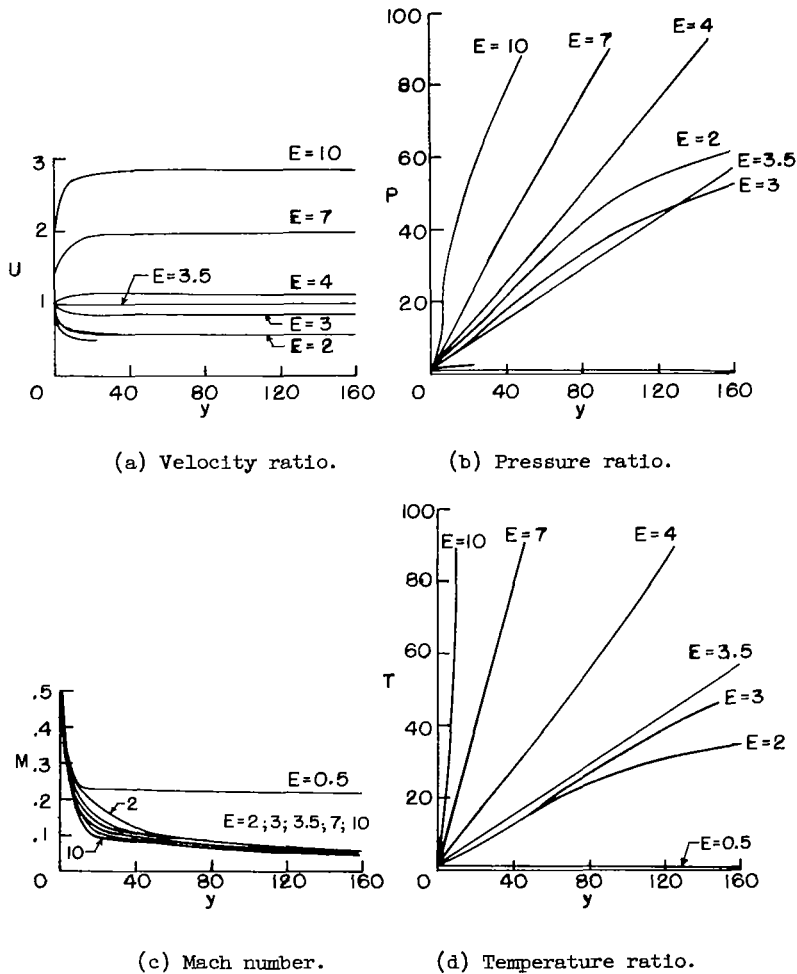 3
2
U
1
0
40
80
120
160
y
E = 10
E = 7
E = 3.5
E = 4
E = 3
E = 2
(a) Velocity ratio.
100
80
60
P
40
20
0
40
80
120
160
y
E = 10
E = 7
E = 4
E = 2
E = 3.5
E = 3
(b) Pressure ratio.
.5
.4
M .3
.2
.1
0
40
80
120
160
y
E=0.5
2
E=2;3;3.5,7;10
10
(c) Mach number.
100
80
60
T
40
20
0
40
80
120
160
y
E=10
E=7
E=4
E=3.5
E=3
E=2
E=0.5
(d) Temperature ratio.